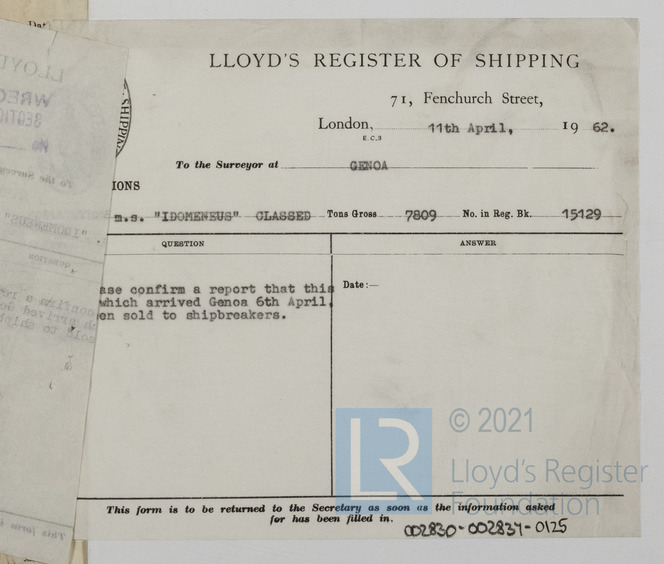 LLOYD'S REGISTER OF SHIPPING
71, Fenchurch Street,
London, 11th April, 19 62.
E.C.3
To the Surveyor at GENOA
IONS
m.s. "IDOMENEUS" CLASSED Tons Gross 7809 No. in Reg. Bk. 15129
QUESTION ANSWER
ase confirm a report that this Date:—
which arrived Genoa 6th April,
en sold to shipbreakers.
© 2021
LR Lloyd's Register
Foundation
This form is to be returned to the Secretary as soon as the information asked
for has been filled in.
002830-002837-0125